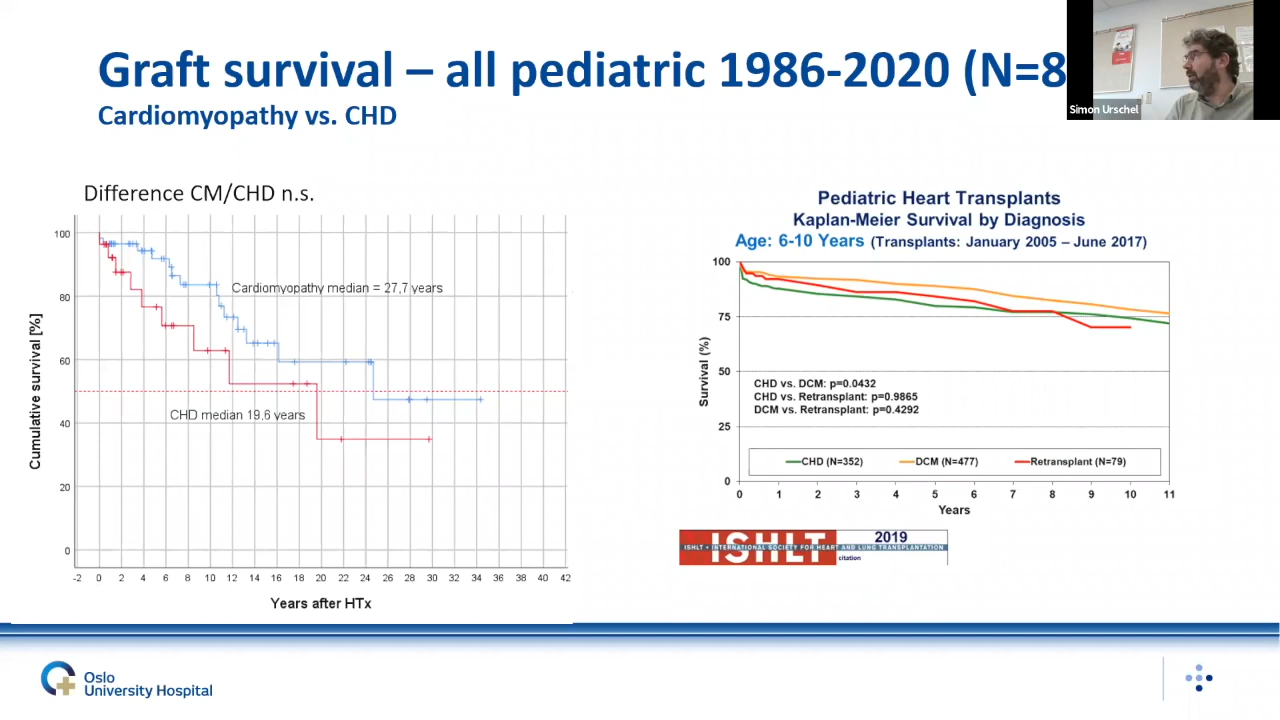 Graft survival – all pediatric 1986-2020 (N=8
Cardiomyopathy vs. CHD
Simon Urschel
Difference CM/CHD n.s.
100
80
60
40
20
0
Cumulative survival [%]
Cardiomyopathy median = 27,7 years
CHD median 19,6 years
-2 0 2 4 6 8 10 12 14 16 18 20 22 24 26 28 30 32 34 36 38 40 42
Years after HTx
Pediatric Heart Transplants
Kaplan-Meier Survival by Diagnosis
Age: 6-10 Years (Transplants: January 2005 – June 2017)
100
75
50
25
0
Survival (%)
CHD vs. DCM: p=0.0432
CHD vs. Retransplant: p=0.9865
DCM vs. Retransplant: p=0.4292
CHD (N=352) DCM (N=477) Retransplant (N=79)
0 1 2 3 4 5 6 7 8 9 10 11
Years
ISHLT
ISHLT • INTERNATIONAL SOCIETY FOR HEART AND LUNG TRANSPLANTATION
2019
citation
Oslo
University Hospital